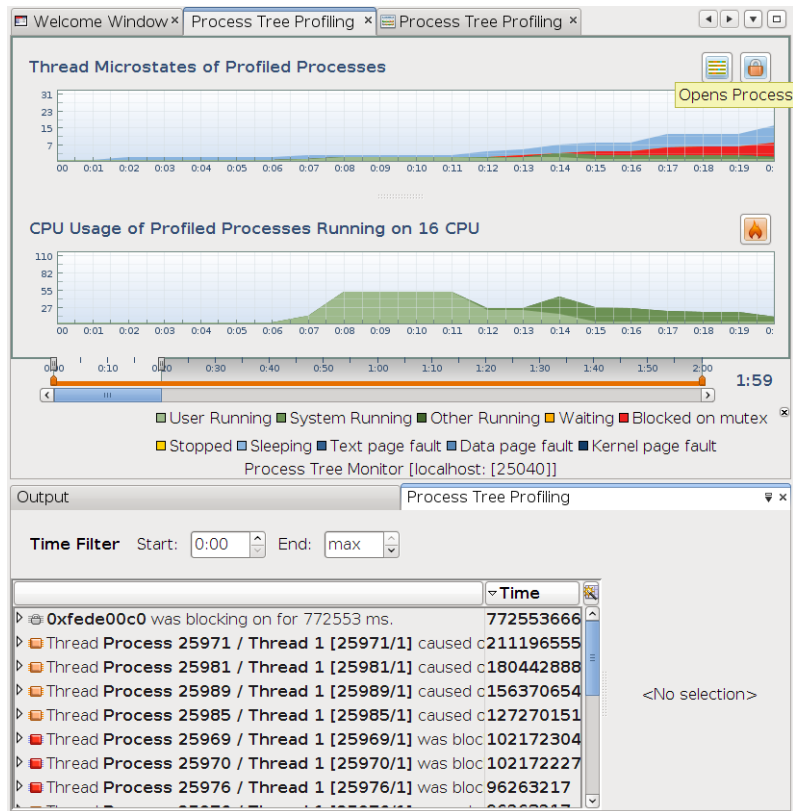 Welcome Window × Process Tree Profiling × Process Tree Profiling ×
Thread Microstates of Profiled Processes
Opens Process
31
23
15
7
00 0:01 0:02 0:03 0:04 0:05 0:06 0:07 0:08 0:09 0:10 0:11 0:12 0:13 0:14 0:15 0:16 0:17 0:18 0:19 0:
CPU Usage of Profiled Processes Running on 16 CPU
110
82
55
27
00 0:01 0:02 0:03 0:04 0:05 0:06 0:07 0:08 0:09 0:10 0:11 0:12 0:13 0:14 0:15 0:16 0:17 0:18 0:19 0:
0:00 0:10 0:20 0:30 0:40 0:50 1:00 1:10 1:20 1:30 1:40 1:50 2:00
1:59
User Running System Running Other Running Waiting Blocked on mutex
Stopped Sleeping Text page fault Data page fault Kernel page fault
Process Tree Monitor [localhost: [25040]]
Output Process Tree Profiling
Time Filter Start: 0:00 End: max
Time
0xfede00c0 was blocking on for 772553 ms. 772553666
Thread Process 25971 / Thread 1 [25971/1] caused c 211196555
Thread Process 25981 / Thread 1 [25981/1] caused c 180442888
Thread Process 25989 / Thread 1 [25989/1] caused c 156370654
Thread Process 25985 / Thread 1 [25985/1] caused c 127270151
Thread Process 25969 / Thread 1 [25969/1] was bloc 102172304
Thread Process 25970 / Thread 1 [25970/1] was bloc 102172227
Thread Process 25976 / Thread 1 [25976/1] was bloc 96263217
<No selection>